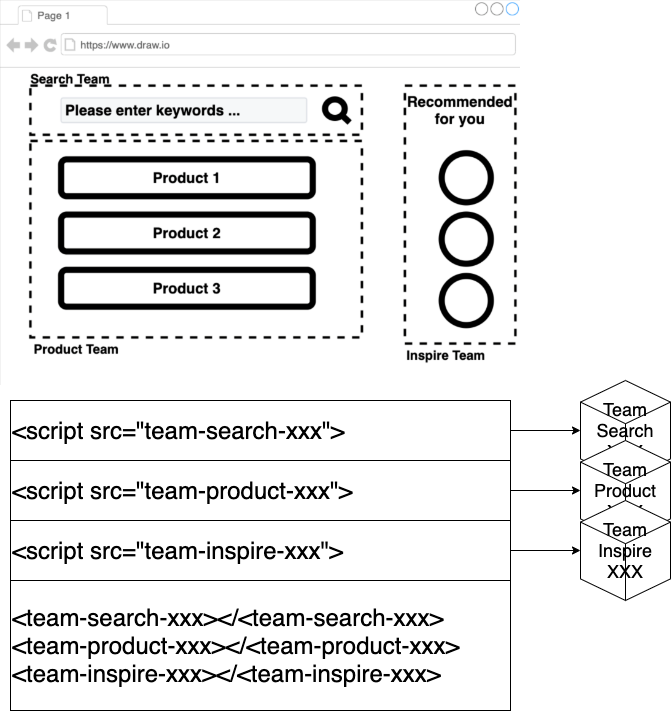 Page 1
https://www.draw.io
Search Team
Please enter keywords ...
Recommended
for you
Product 1
Product 2
Product 3
Product Team
Inspire Team
<script src="team-search-xxx">
Team
Search
<script src="team-product-xxx">
Team
Product
<script src="team-inspire-xxx">
Team
Inspire
XXX
<team-search-xxx></<team-search-xxx>
<team-product-xxx></<team-product-xxx>
<team-inspire-xxx></<team-inspire-xxx>